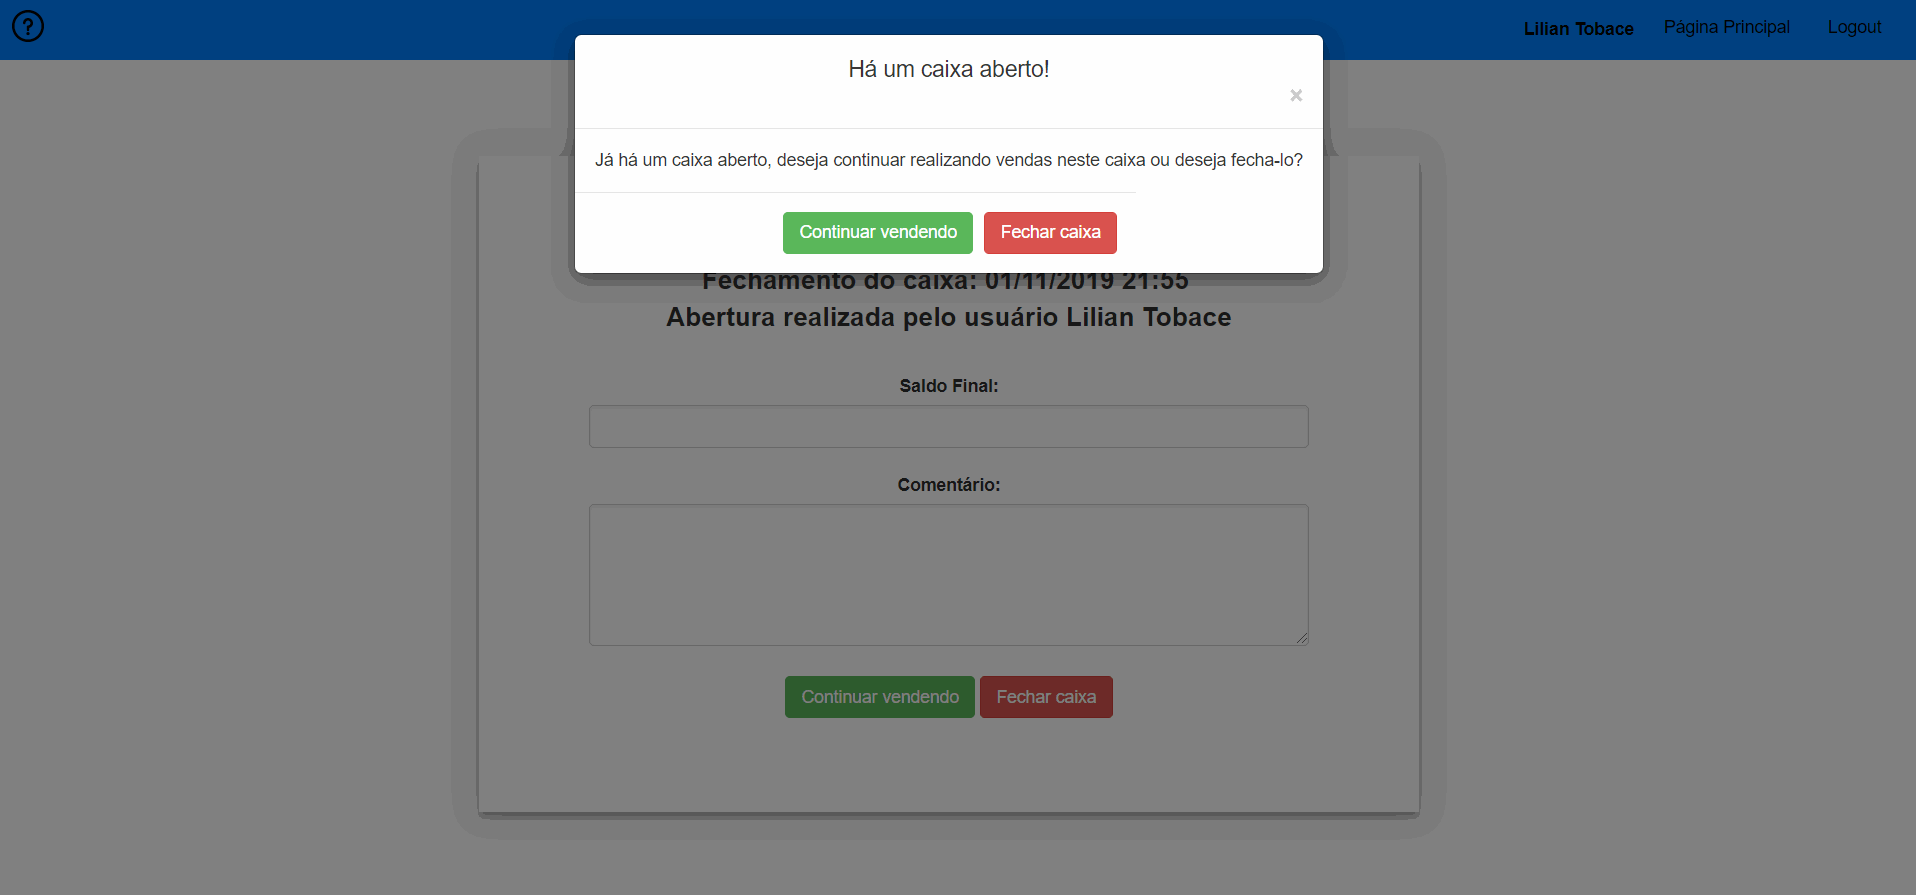 ?
Lilian Tobace Página Principal Logout
Há um caixa aberto!
×
Já há um caixa aberto, deseja continuar realizando vendas neste caixa ou deseja fecha-lo?
Continuar vendendo Fechar caixa
Fechamento do caixa: 01/11/2019 21:55
Abertura realizada pelo usuário Lilian Tobace
Saldo Final:
Comentário:
Continuar vendendo Fechar caixa